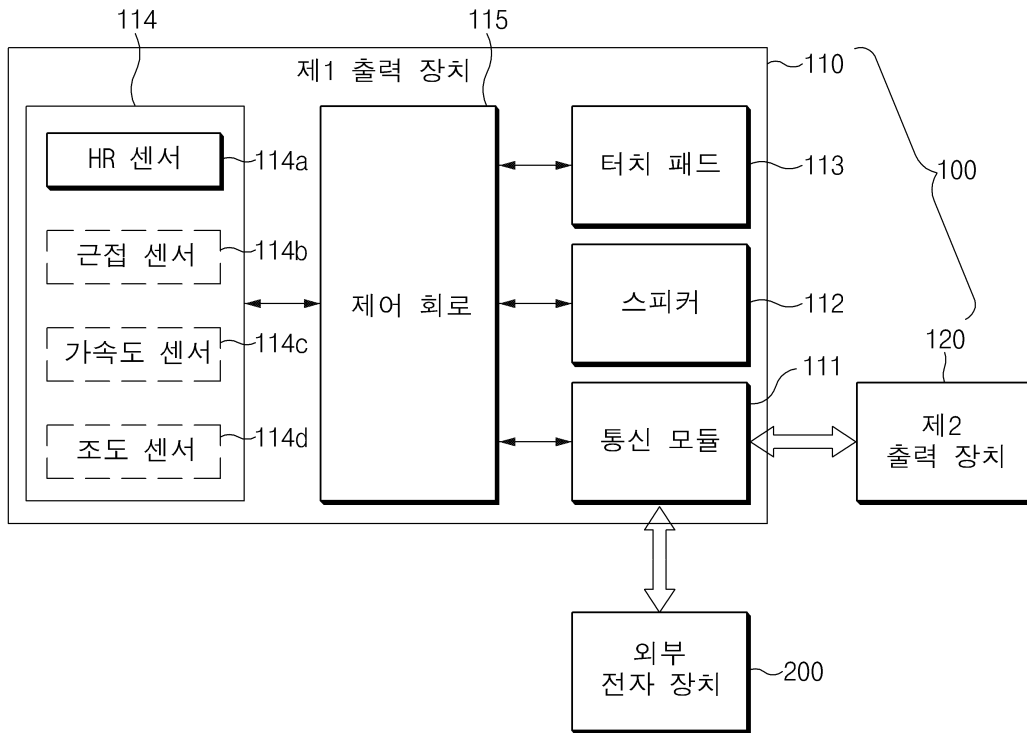 114
115
제1 출력 장치
110
HR 센서
114a
터치 패드
113
100
근접 센서
114b
제어 회로
스피커
112
가속도 센서
114c
120
111
조도 센서
114d
통신 모듈
제2
출력 장치
외부
전자 장치
200